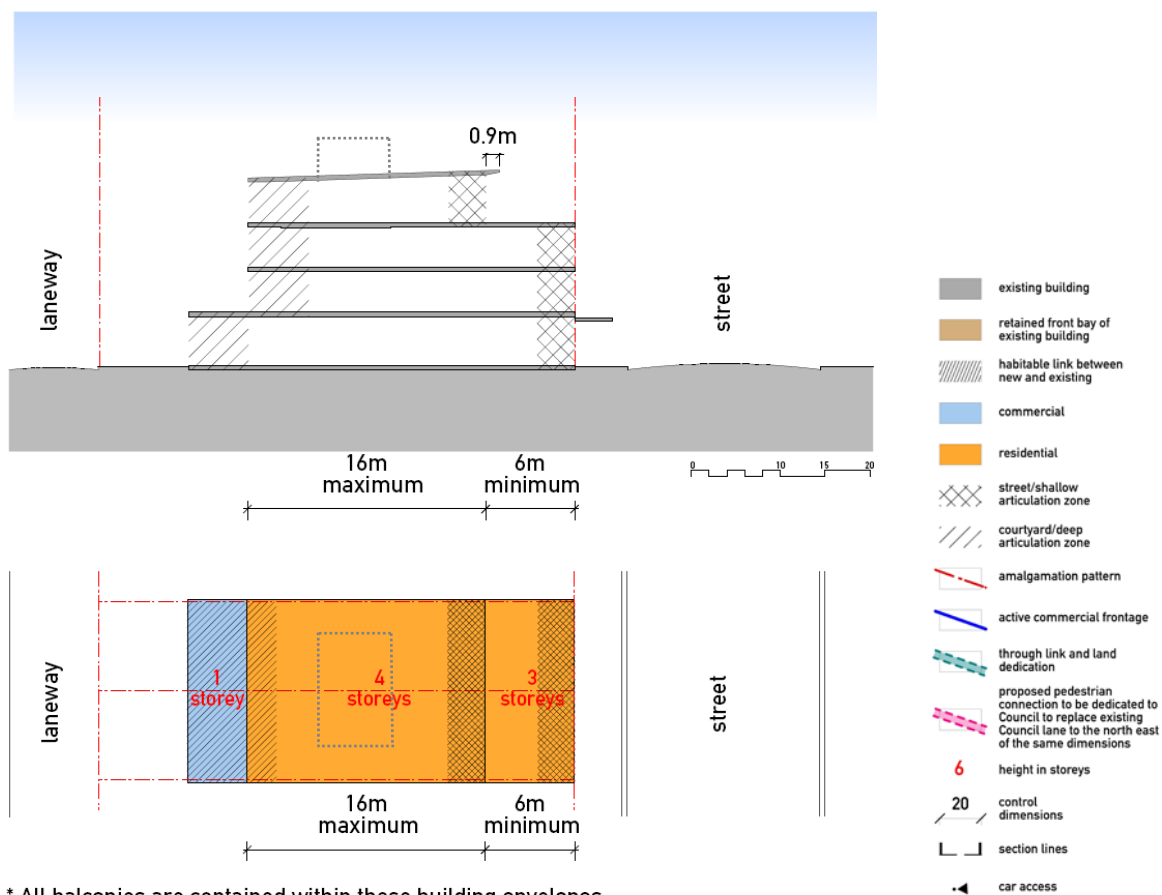 0.9m
laneway
street
16m
maximum
6m
minimum
0
10
15
20
laneway
1
storey
4
storeys
3
storeys
street
16m
maximum
6m
minimum
* All balconies are contained within these building envelopes
existing building
retained front bay of
existing building
habitable link between
new and existing
commercial
residential
street/shallow
articulation zone
courtyard/deep
articulation zone
amalgamation pattern
active commercial frontage
through link and land
dedication
proposed pedestrian
connection to be dedicated to
Council to replace existing
Council lane to the north east
of the same dimensions
6 height in storeys
20 control
dimensions
section lines
car access